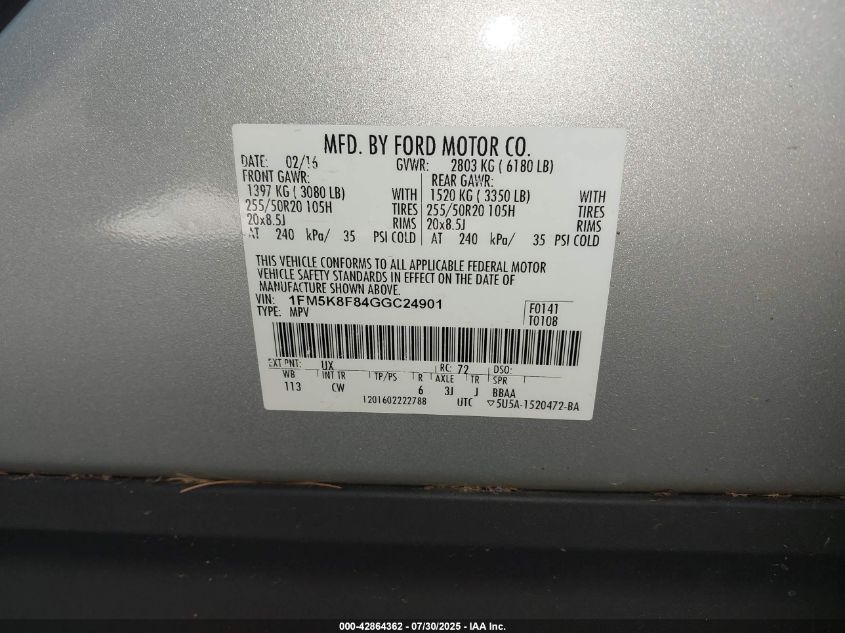 MFD. BY FORD MOTOR CO.
DATE: 02/16 GVWR: 2803 KG ( 6180 LB)
FRONT GAWR: REAR GAWR:
1397 KG ( 3080 LB) WITH 1520 KG ( 3350 LB) WITH
255/50R20 105H TIRES 255/50R20 105H TIRES
20x8.5J RIMS 20x8.5J RIMS
AT 240 kPa/ 35 PSI COLD AT 240 kPa/ 35 PSI COLD
THIS VEHICLE CONFORMS TO ALL APPLICABLE FEDERAL MOTOR
VEHICLE SAFETY STANDARDS IN EFFECT ON THE DATE OF
MANUFACTURE SHOWN ABOVE.
VIN: 1FM5K8F84GGC24901 F0141
TYPE: MPV T0108
EXT PNT: UX RC: 72 DSO:
WB INT TR TP/PS R AXLE TR SPR
113 CW 6 3J J BBAA
1201602222788 UTC ▽5U5A-1520472-BA
000-42864362 - 07/30/2025 - IAA Inc.